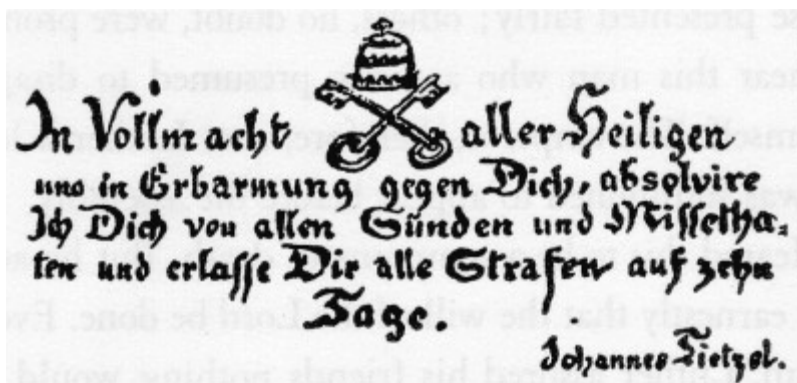 In Vollmacht aller Heiligen
und in Erbarmung gegen Dich, absolvire
Ich Dich von allen Sünden und Missetha-
ten und erlasse Dir alle Strafen auf zehn
Tage.
Johannes Tietzel.